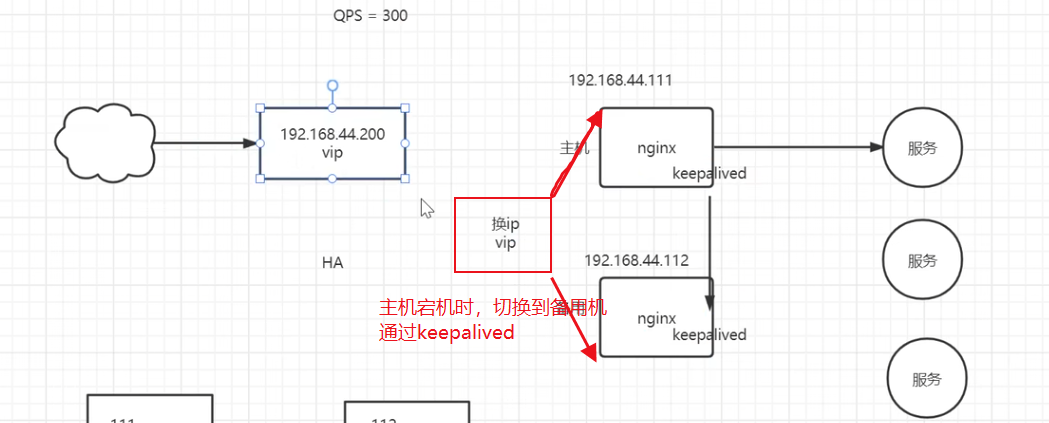 QPS = 300
192.168.44.111
192.168.44.200
vip
主机
nginx
keepalived
服务
换ip
vip
192.168.44.112
服务
HA
主机宕机时，切换到备用机
通过keepalived
nginx
keepalived
服务